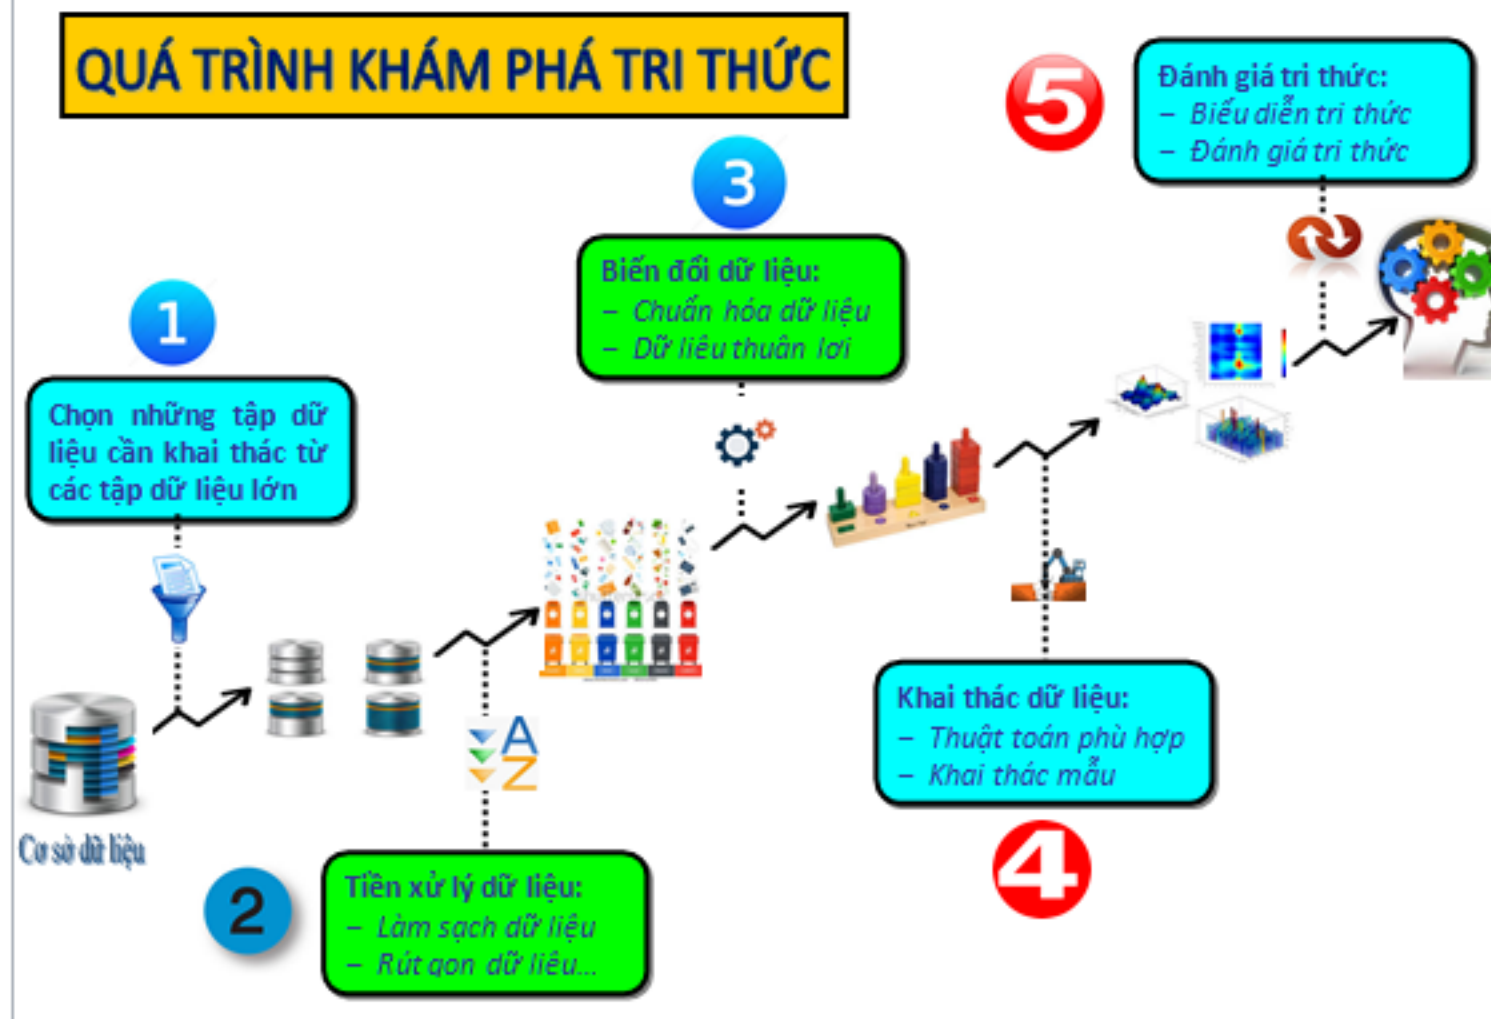 QUÁ TRÌNH KHÁM PHÁ TRI THỨC
1
Chọn những tập dữ
liệu cần khai thác từ
các tập dữ liệu lớn
Cơ sở dữ liệu
2
Tiền xử lý dữ liệu:
– Làm sạch dữ liệu
– Rút gọn dữ liệu...
A
Z
3
Biến đổi dữ liệu:
– Chuẩn hóa dữ liệu
– Dữ liệu thuận lợi
Khai thác dữ liệu:
– Thuật toán phù hợp
– Khai thác mẫu
4
5
Đánh giá tri thức:
– Biểu diễn tri thức
– Đánh giá tri thức